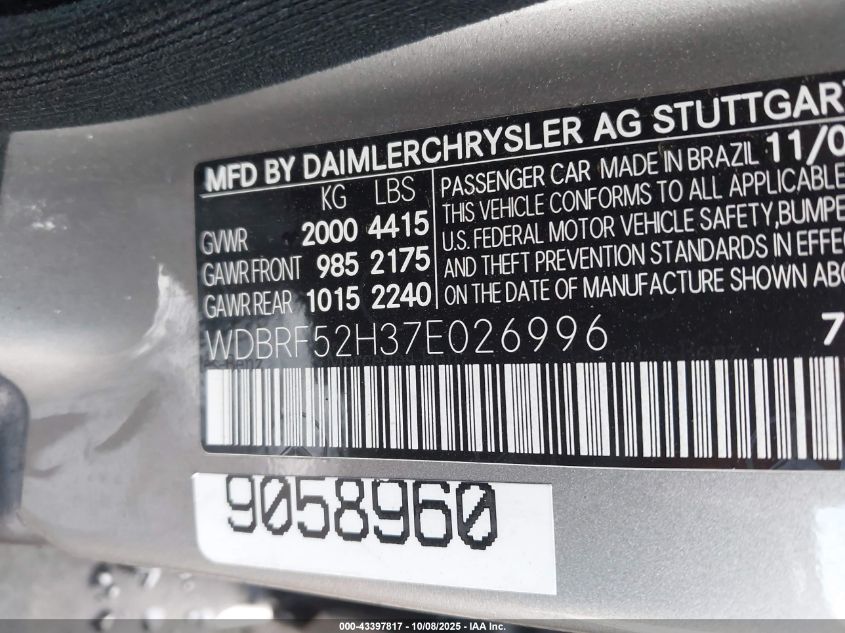 MFD BY DAIMLERCHRYSLER AG STUTTGAR
KG LBS
GVWR 2000 4415
GAWR FRONT 985 2175
GAWR REAR 1015 2240
PASSENGER CAR MADE IN BRAZIL 11/0
THIS VEHICLE CONFORMS TO ALL APPLICABLE
U.S. FEDERAL MOTOR VEHICLE SAFETY,BUMPE
AND THEFT PREVENTION STANDARDS IN EFFEC
ON THE DATE OF MANUFACTURE SHOWN ABO
WDBRF52H37E026996 7
9058960
000-43397817 - 10/08/2025 - IAA Inc.